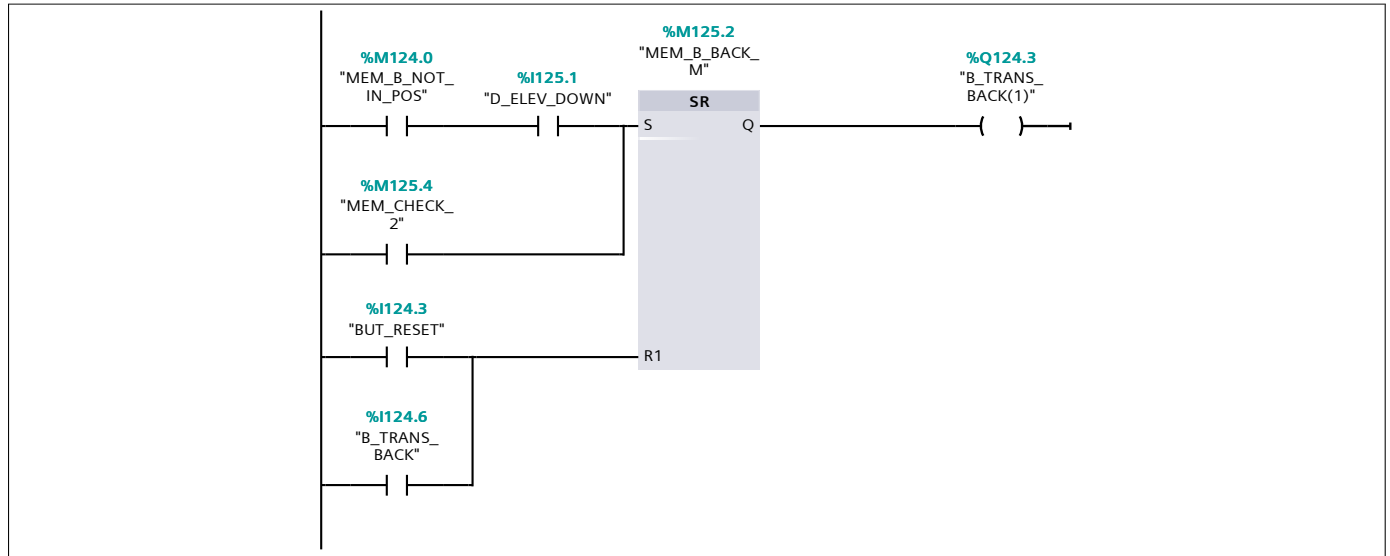 %M124.0
"MEM_B_NOT_
IN_POS"
%I125.1
"D_ELEV_DOWN"
%M125.2
"MEM_B_BACK_
M"
SR
S
Q
%Q124.3
"B_TRANS_
BACK(1)"
%M125.4
"MEM_CHECK_
2"
%I124.3
"BUT_RESET"
R1
%I124.6
"B_TRANS_
BACK"